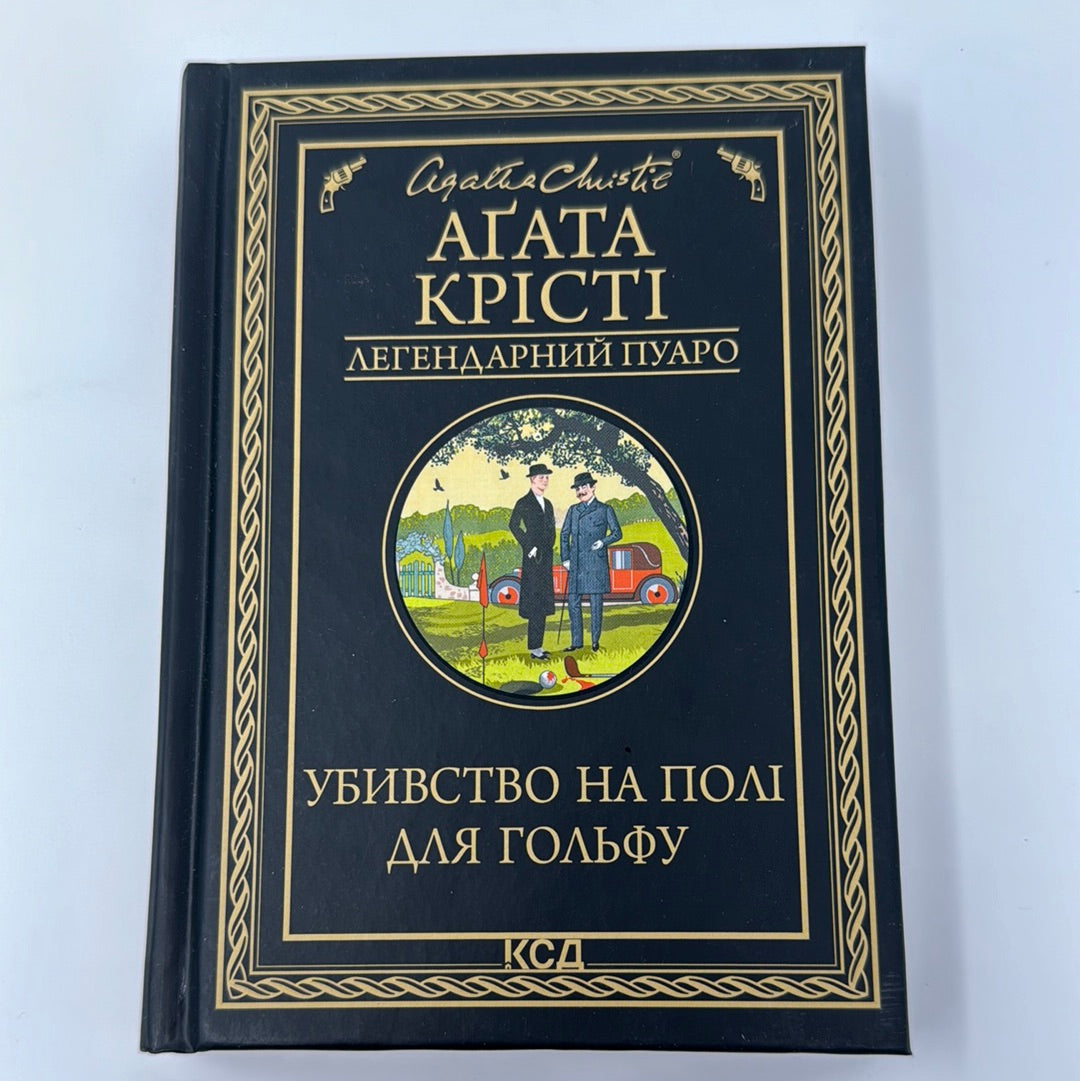 Agatha Christie®
АҐАТА
КРІСТІ
ЛЕГЕНДАРНИЙ ПУАРО
УБИВСТВО НА ПОЛІ
ДЛЯ ГОЛЬФУ
КСД